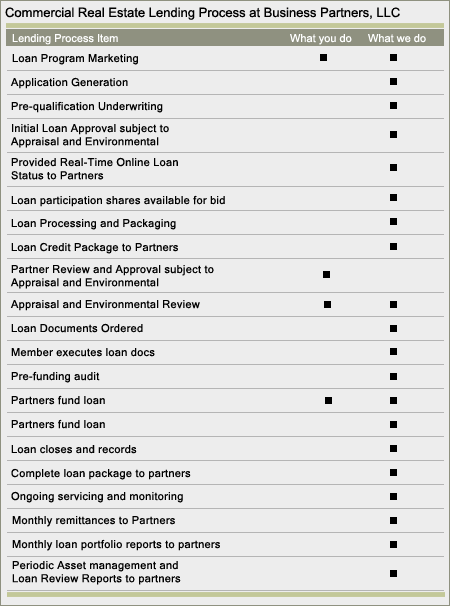 Commercial Real Estate Lending Process at Business Partners, LLC
Lending Process Item What you do What we do
Loan Program Marketing
Application Generation
Pre-qualification Underwriting
Initial Loan Approval subject to
Appraisal and Environmental
Provided Real-Time Online Loan
Status to Partners
Loan participation shares available for bid
Loan Processing and Packaging
Loan Credit Package to Partners
Partner Review and Approval subject to
Appraisal and Environmental
Appraisal and Environmental Review
Loan Documents Ordered
Member executes loan docs
Pre-funding audit
Partners fund loan
Partners fund loan
Loan closes and records
Complete loan package to partners
Ongoing servicing and monitoring
Monthly remittances to Partners
Monthly loan portfolio reports to partners
Periodic Asset management and
Loan Review Reports to partners